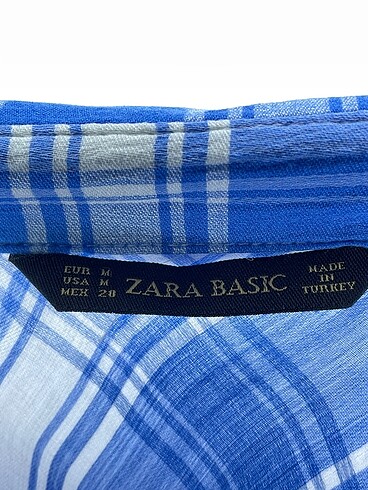 EUR M
USA M
MEX 28
ZARA BASIC
MADE
IN
TURKEY